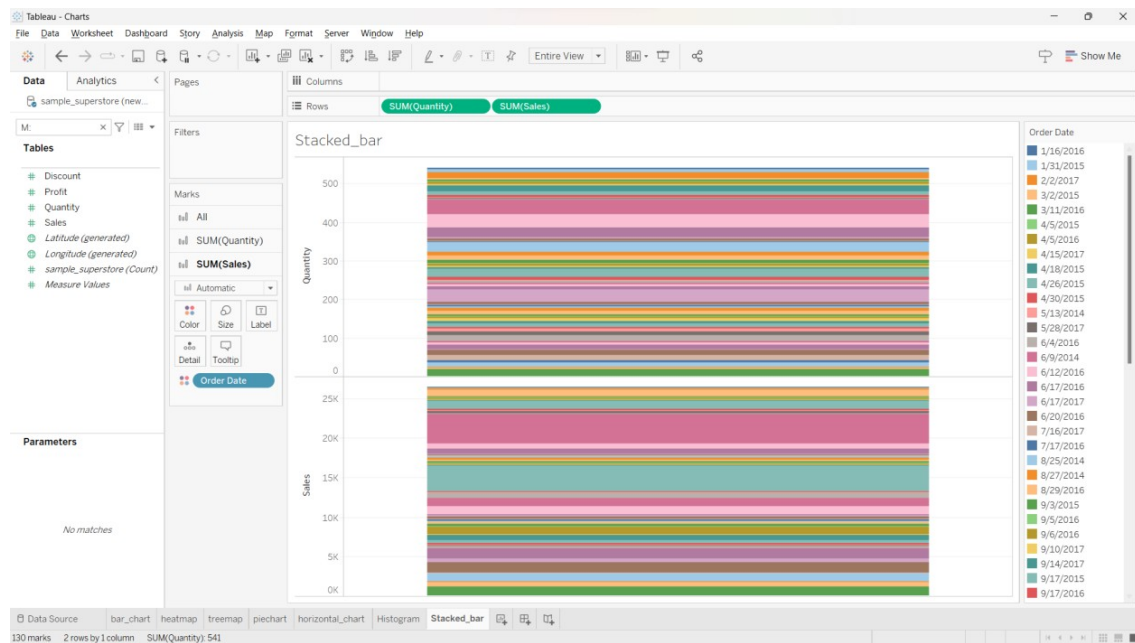 Tableau - Charts
File Data Worksheet Dashboard Story Analysis Map Format Server Window Help
Entire View
Show Me
Data Analytics
sample_superstore (new...
M:
Tables
Discount
Profit
Quantity
Sales
Latitude (generated)
Longitude (generated)
sample_superstore (Count)
Measure Values
Parameters
No matches
Pages
Filters
Marks
All
SUM(Quantity)
SUM(Sales)
Automatic
Color Size Label
Detail Tooltip
Order Date
Columns
Rows SUM(Quantity) SUM(Sales)
Stacked_bar
Quantity
500
400
300
200
100
0
Sales
25K
20K
15K
10K
5K
0K
Order Date
1/16/2016
1/31/2015
2/2/2017
3/2/2015
3/11/2016
4/5/2015
4/5/2016
4/15/2017
4/18/2015
4/26/2015
4/30/2015
5/13/2014
5/28/2017
6/4/2016
6/9/2014
6/12/2016
6/17/2016
6/17/2017
6/20/2016
7/16/2017
7/17/2016
8/25/2014
8/27/2014
8/29/2016
9/3/2015
9/5/2016
9/6/2016
9/10/2017
9/14/2017
9/17/2015
9/17/2016
Data Source bar_chart heatmap treemap piechart horizontal_chart Histogram Stacked_bar
130 marks 2 rows by 1 column SUM(Quantity): 541